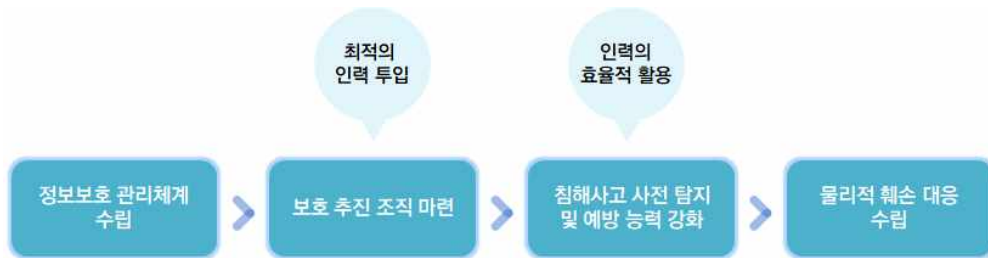 최적의
인력 투입
인력의
효율적 활용
정보보호 관리체계
수립
보호 추진 조직 마련
침해사고 사전 탐지
및 예방 능력 강화
물리적 훼손 대응
수립